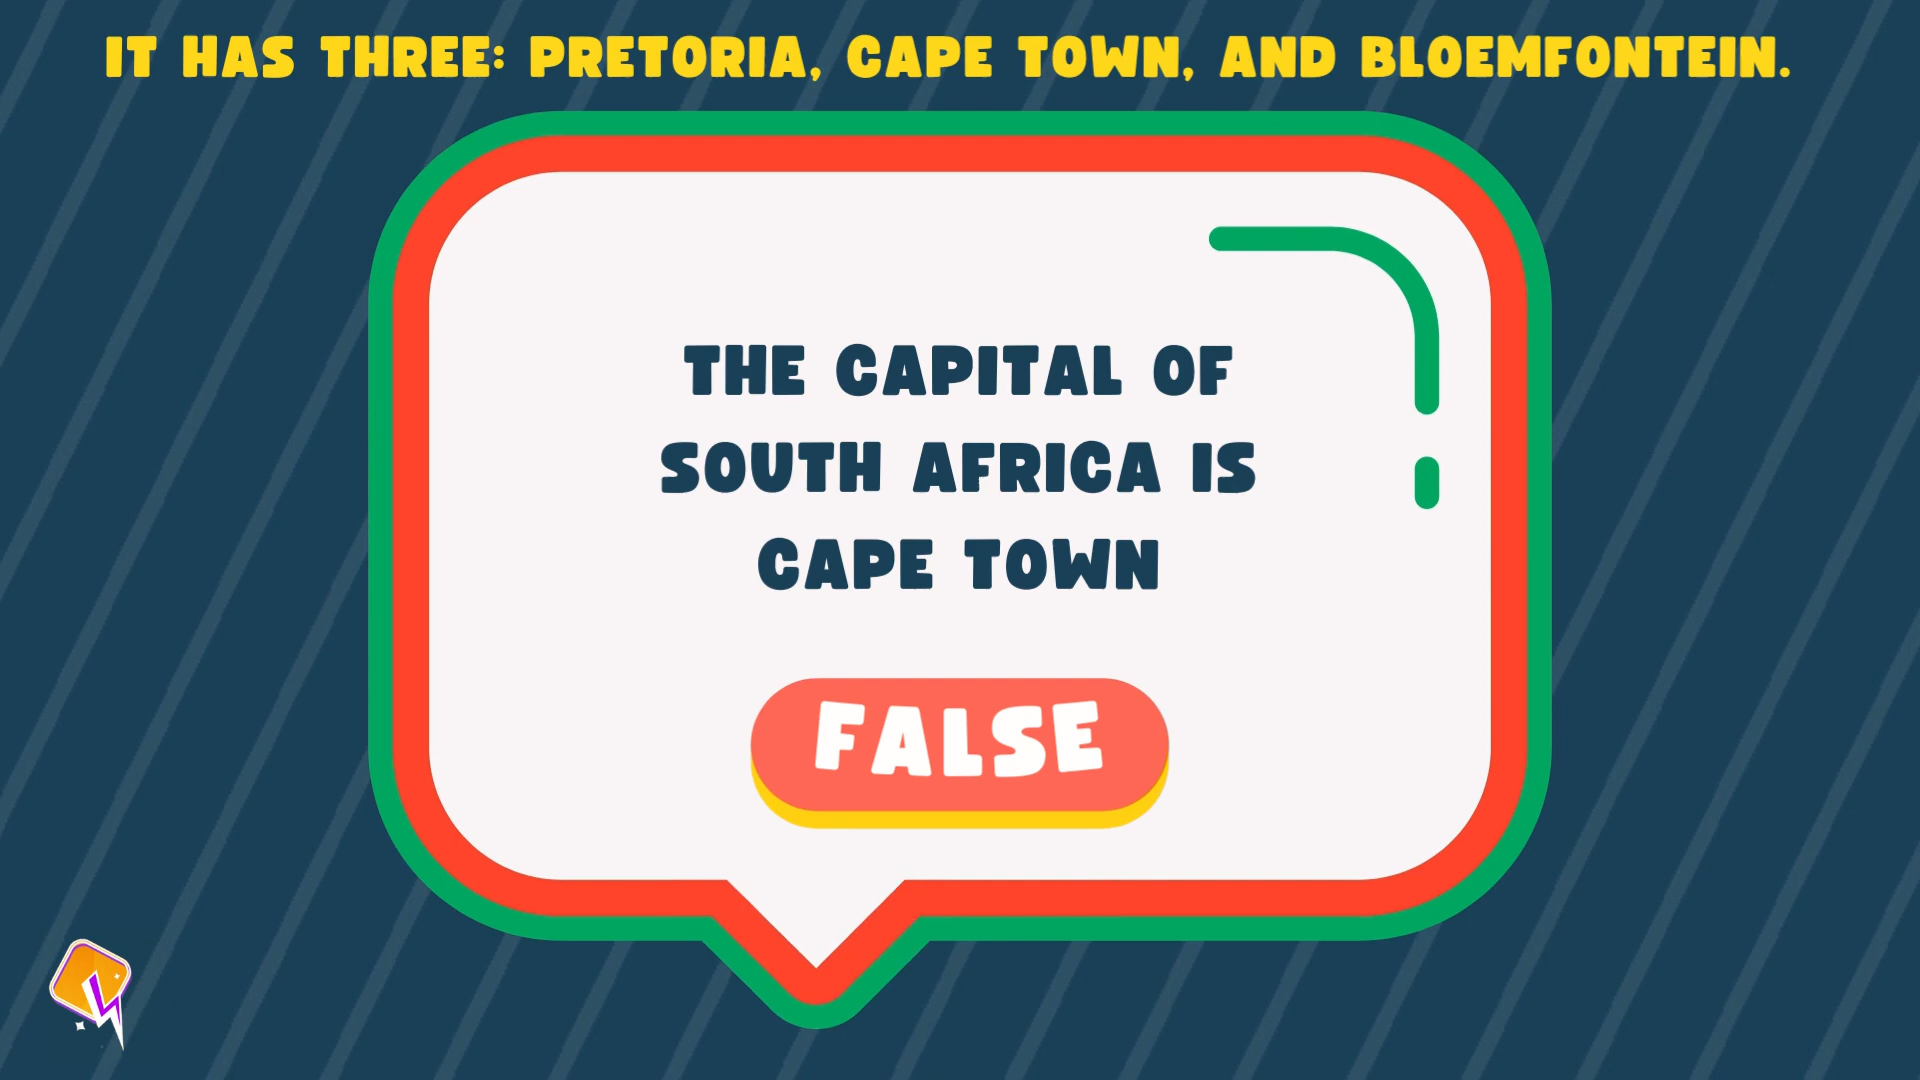 IT HAS THREE: PRETORIA, CAPE TOWN, AND BLOEMFONTEIN.
THE CAPITAL OF
SOUTH AFRICA IS
CAPE TOWN
FALSE